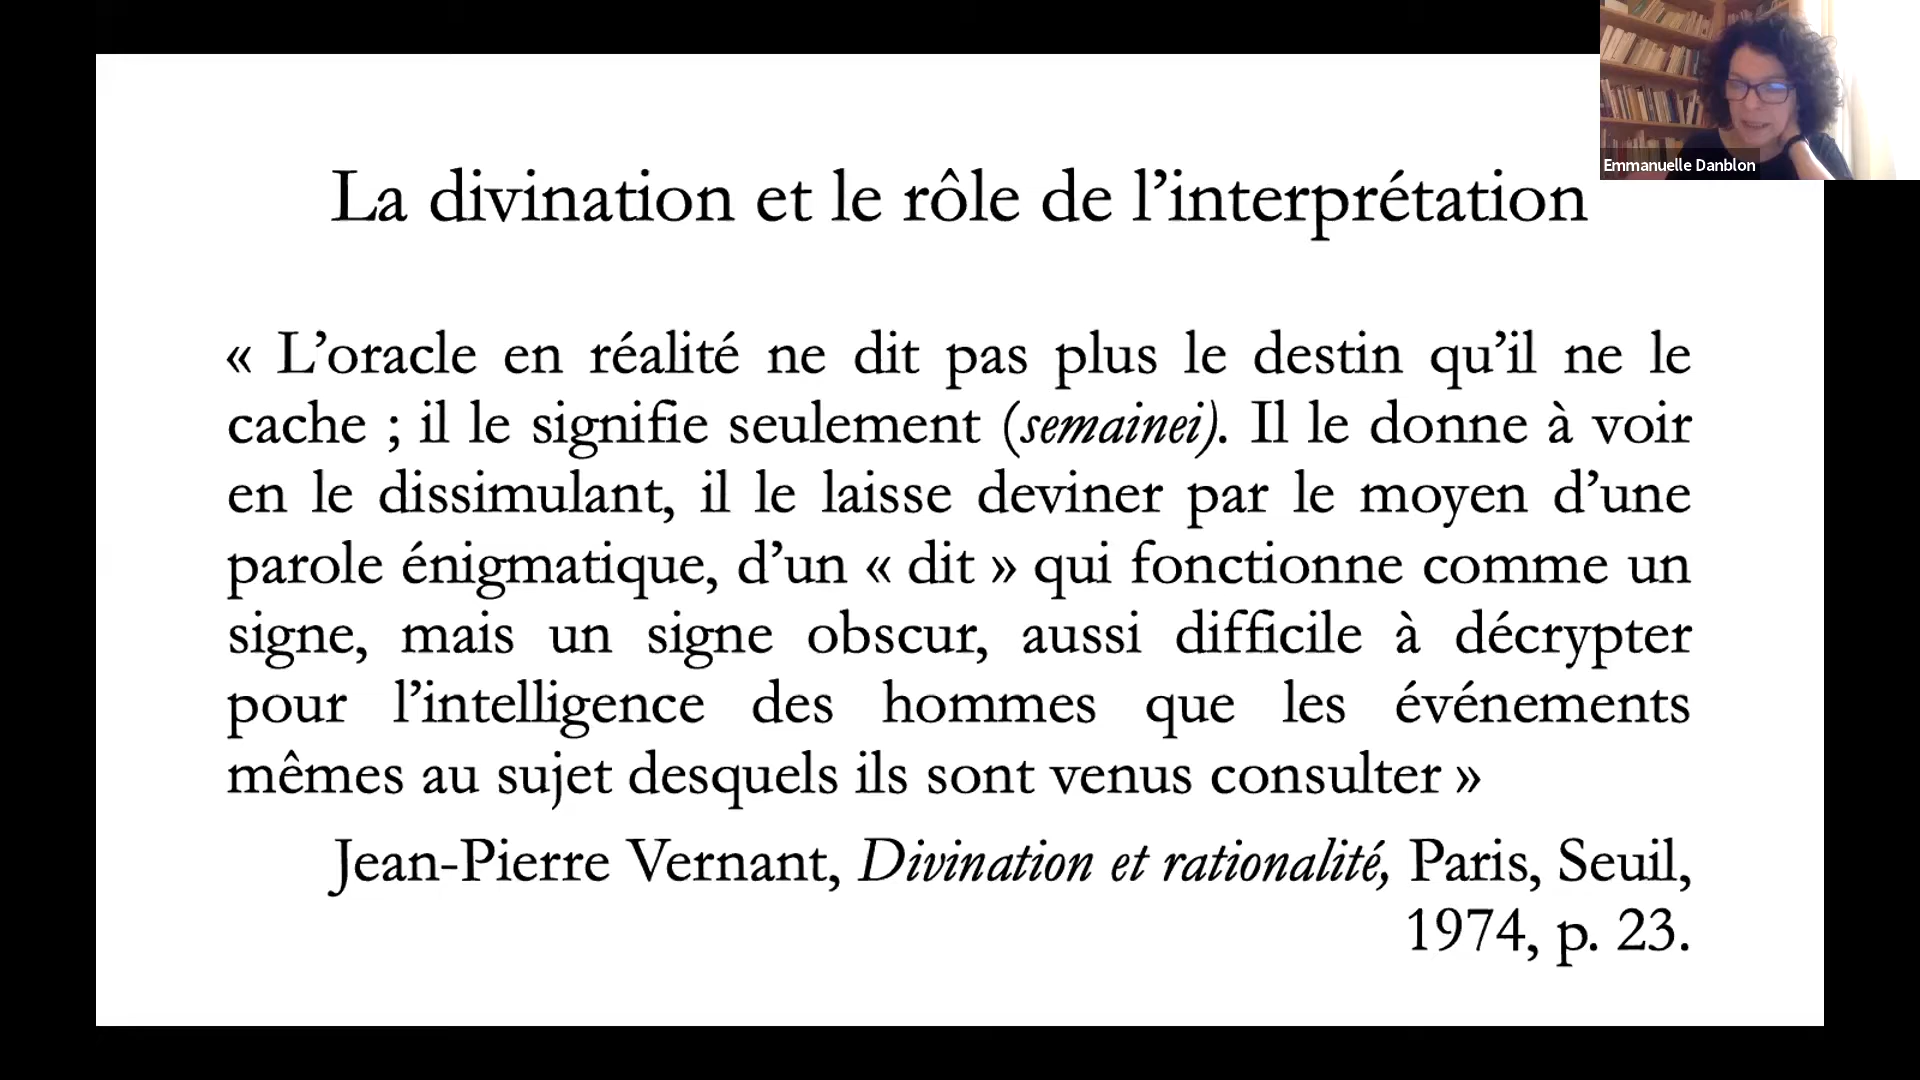 La divination et le rôle de l’interprétation
« L’oracle en réalité ne dit pas plus le destin qu’il ne le
cache ; il le signifie seulement (semainei). Il le donne à voir
en le dissimulant, il le laisse deviner par le moyen d’une
parole énigmatique, d’un « dit » qui fonctionne comme un
signe, mais un signe obscur, aussi difficile à décrypter
pour l’intelligence des hommes que les événements
mêmes au sujet desquels ils sont venus consulter »
Jean-Pierre Vernant, Divination et rationalité, Paris, Seuil,
1974, p. 23.
Emmanuelle Danblon